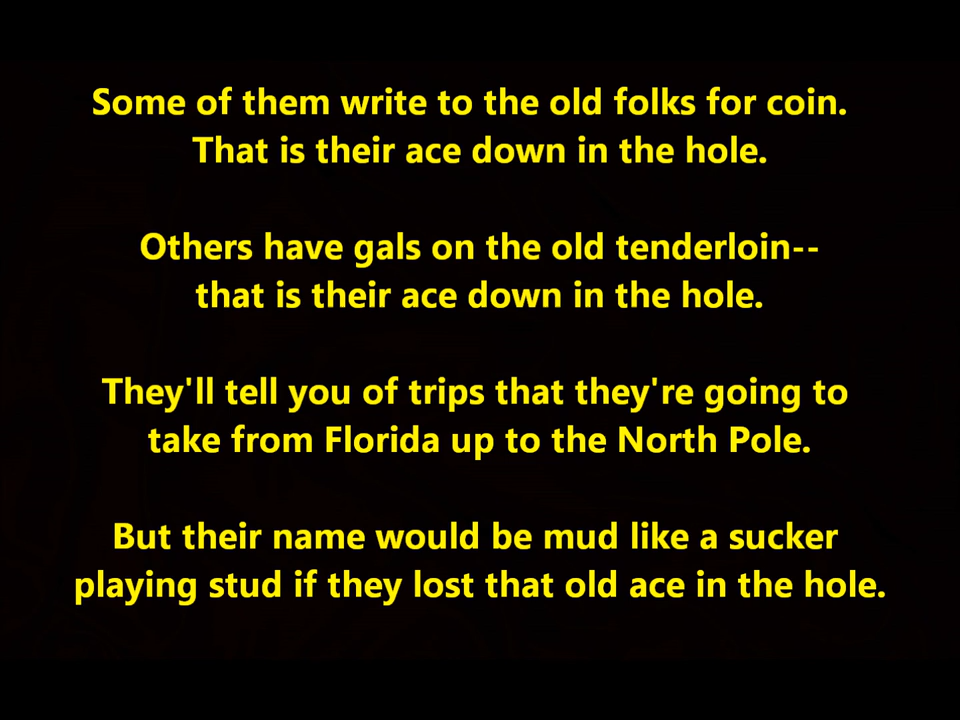 Some of them write to the old folks for coin.
That is their ace down in the hole.
Others have gals on the old tenderloin--
that is their ace down in the hole.
They'll tell you of trips that they're going to
take from Florida up to the North Pole.
But their name would be mud like a sucker
playing stud if they lost that old ace in the hole.